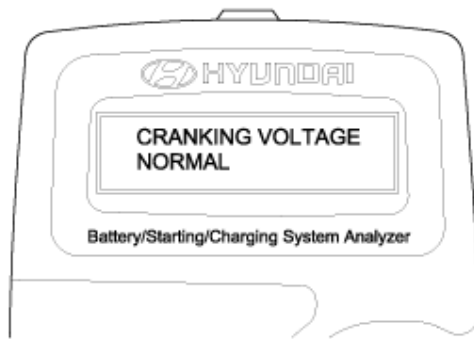 HYUNDAI
CRANKING VOLTAGE
NORMAL
Battery/Starting/Charging System Analyzer